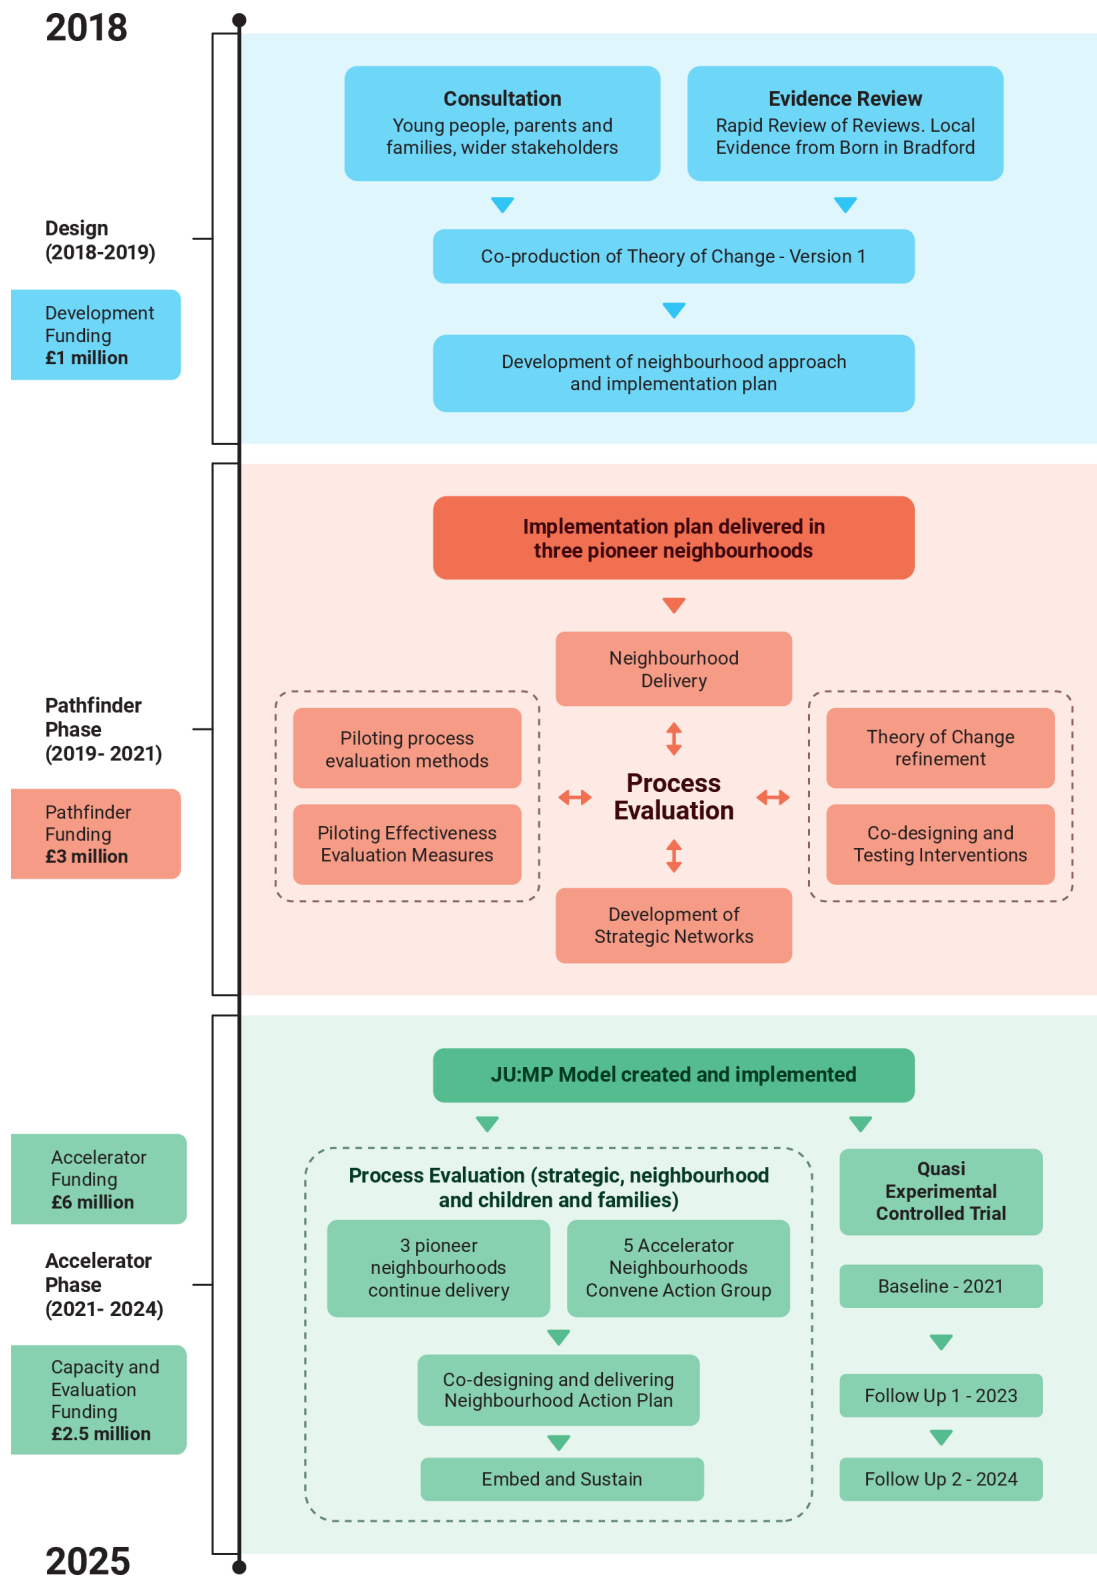 2018
Consultation
Young people, parents and
families, wider stakeholders
Evidence Review
Rapid Review of Reviews. Local
Evidence from Born in Bradford
Design
(2018-2019)
Co-production of Theory of Change - Version 1
Development
Funding
£1 million
Development of neighbourhood approach
and implementation plan
Implementation plan delivered in
three pioneer neighbourhoods
Neighbourhood
Delivery
Pathfinder
Phase
(2019- 2021)
Piloting process
evaluation methods
Theory of Change
refinement
Process
Evaluation
Pathfinder
Funding
£3 million
Piloting Effectiveness
Evaluation Measures
Co-designing and
Testing Interventions
Development of
Strategic Networks
JU:MP Model created and implemented
Accelerator
Funding
£6 million
Process Evaluation (strategic, neighbourhood
and children and families)
Quasi
Experimental
Controlled Trial
3 pioneer
neighbourhoods
continue delivery
5 Accelerator
Neighbourhoods
Convene Action Group
Accelerator
Phase
(2021- 2024)
Baseline - 2021
Capacity and
Evaluation
Funding
£2.5 million
Co-designing and delivering
Neighbourhood Action Plan
Follow Up 1 - 2023
Embed and Sustain
Follow Up 2 - 2024
2025